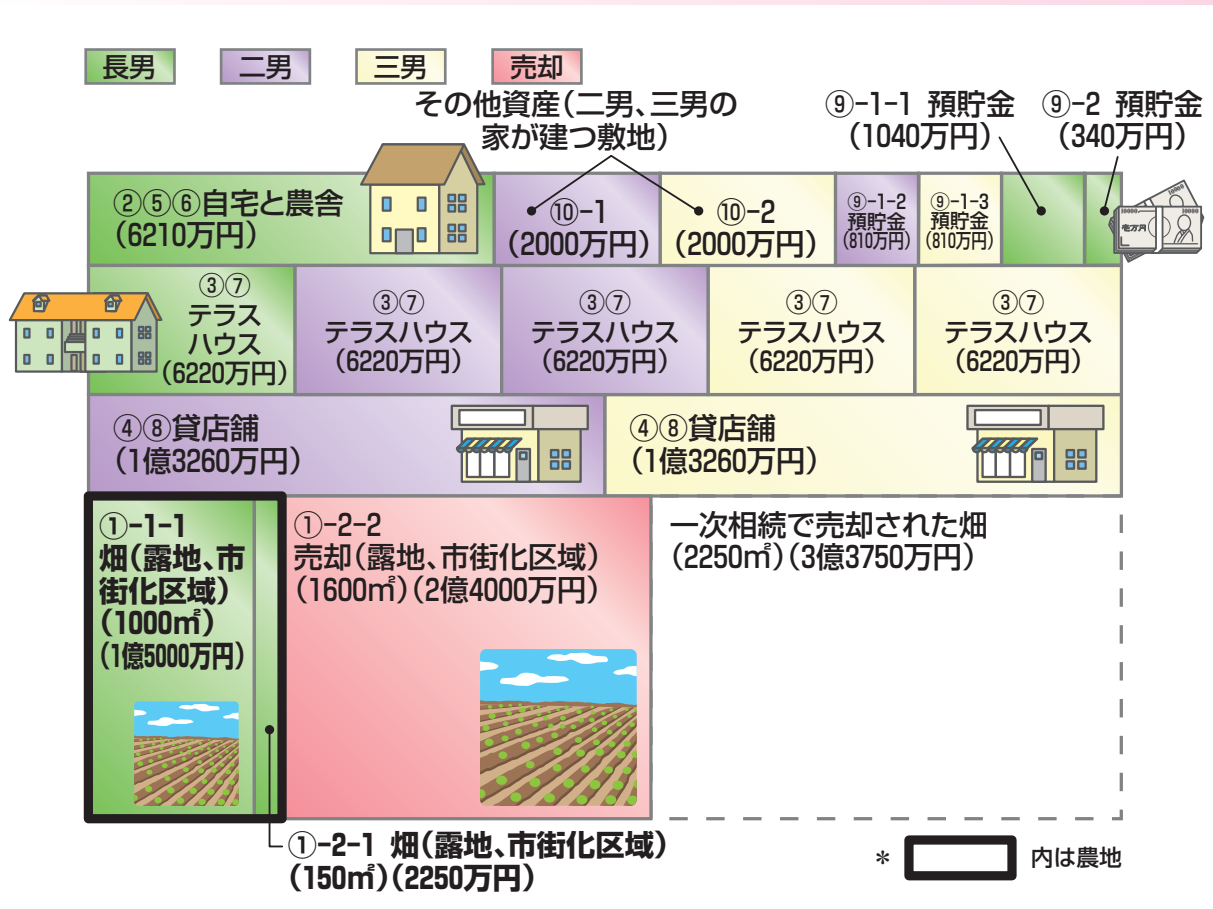 長男
二男
三男
売却
その他資産（二男、三男の
家が建つ敷地）
⑨-1-1 預貯金
（1040万円）
⑨-2 預貯金
（340万円）
②⑤⑥自宅と農舎
（6210万円）
⑩-1
（2000万円）
⑩-2
（2000万円）
⑨-1-2
預貯金
（810万円）
⑨-1-3
預貯金
（810万円）
③⑦
テラス
ハウス
（6220万円）
③⑦
テラスハウス
（6220万円）
③⑦
テラスハウス
（6220万円）
③⑦
テラスハウス
（6220万円）
③⑦
テラスハウス
（6220万円）
④⑧貸店舗
（1億3260万円）
④⑧貸店舗
（1億3260万円）
①-1-1
畑（露地、市
街化区域）
（1000㎡）
（1億5000万円）
①-2-2
売却（露地、市街化区域）
（1600㎡）（2億4000万円）
一次相続で売却された畑
（2250㎡）（3億3750万円）
①-2-1 畑（露地、市街化区域）
（150㎡）（2250万円）
＊ 内は農地